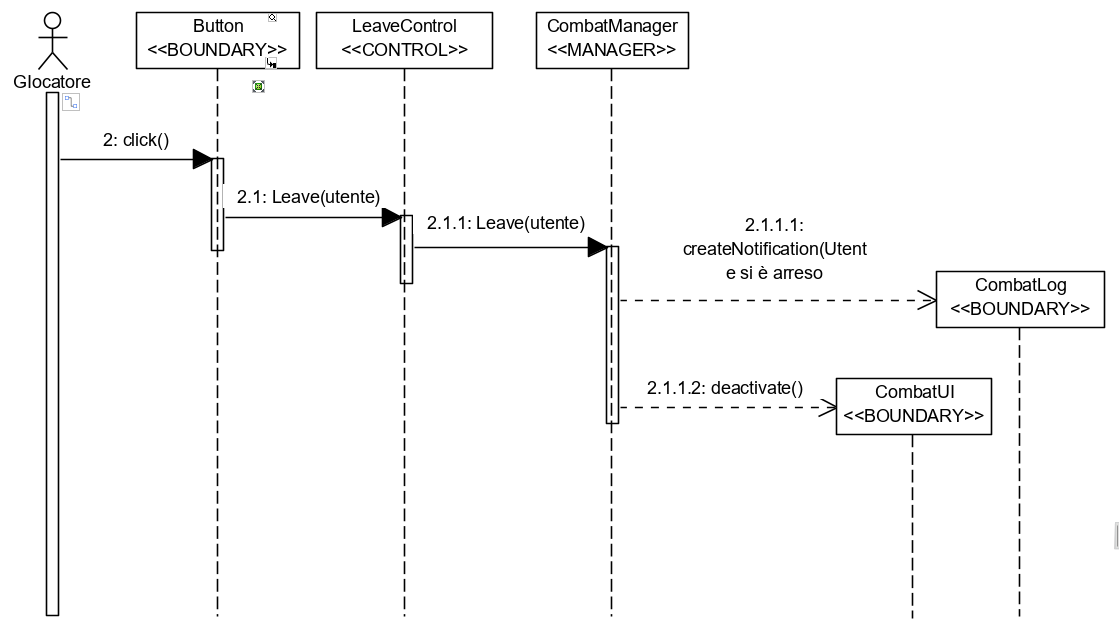 Button
<<BOUNDARY>>
LeaveControl
<<CONTROL>>
CombatManager
<<MANAGER>>
GIocatore
2: click()
2.1: Leave(utente)
2.1.1: Leave(utente)
2.1.1.1:
createNotification(Utent
e si è arreso
CombatLog
<<BOUNDARY>>
2.1.1.2: deactivate()
CombatUI
<<BOUNDARY>>